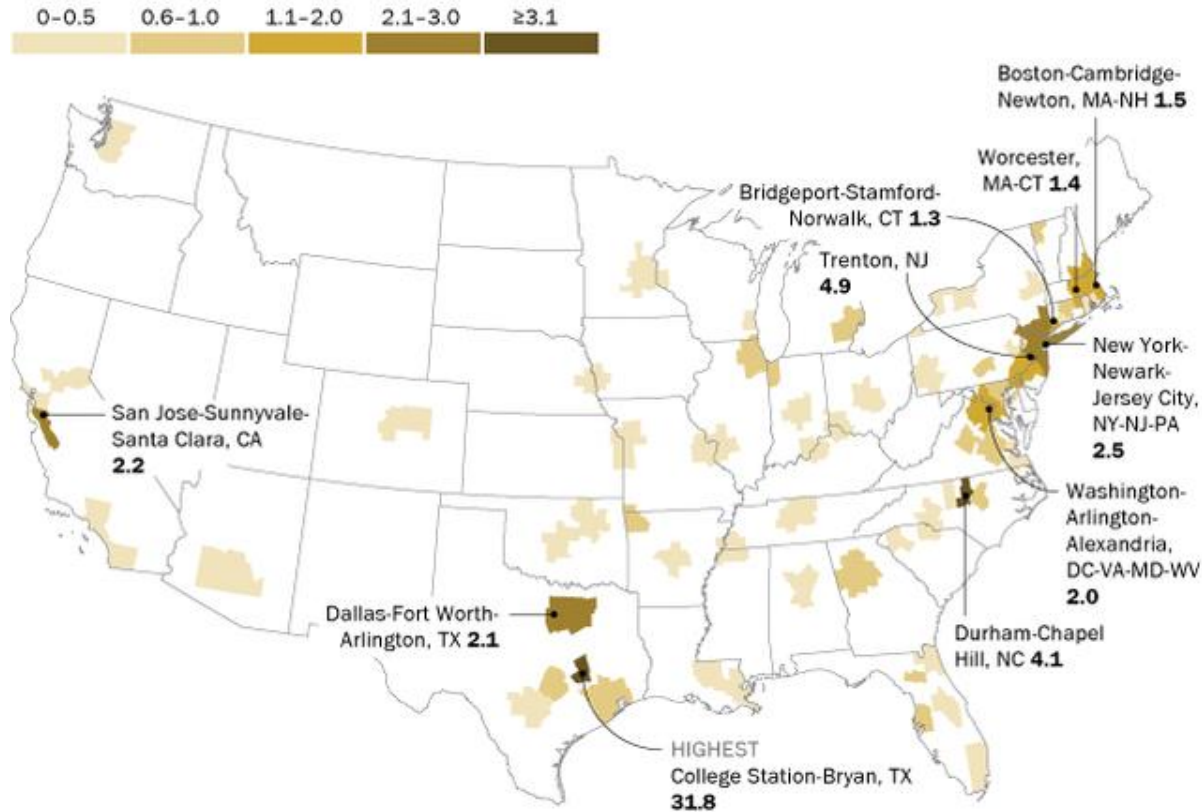 0–0.5 0.6–1.0 1.1–2.0 2.1–3.0 ≥3.1
Boston-Cambridge-
Newton, MA-NH 1.5
Worcester,
MA-CT 1.4
Bridgeport-Stamford-
Norwalk, CT 1.3
Trenton, NJ
4.9
New York-
Newark-
Jersey City,
NY-NJ-PA
2.5
San Jose-Sunnyvale-
Santa Clara, CA
2.2
Washington-
Arlington-
Alexandria,
DC-VA-MD-WV
2.0
Dallas-Fort Worth-
Arlington, TX 2.1
Durham-Chapel
Hill, NC 4.1
HIGHEST
College Station-Bryan, TX
31.8